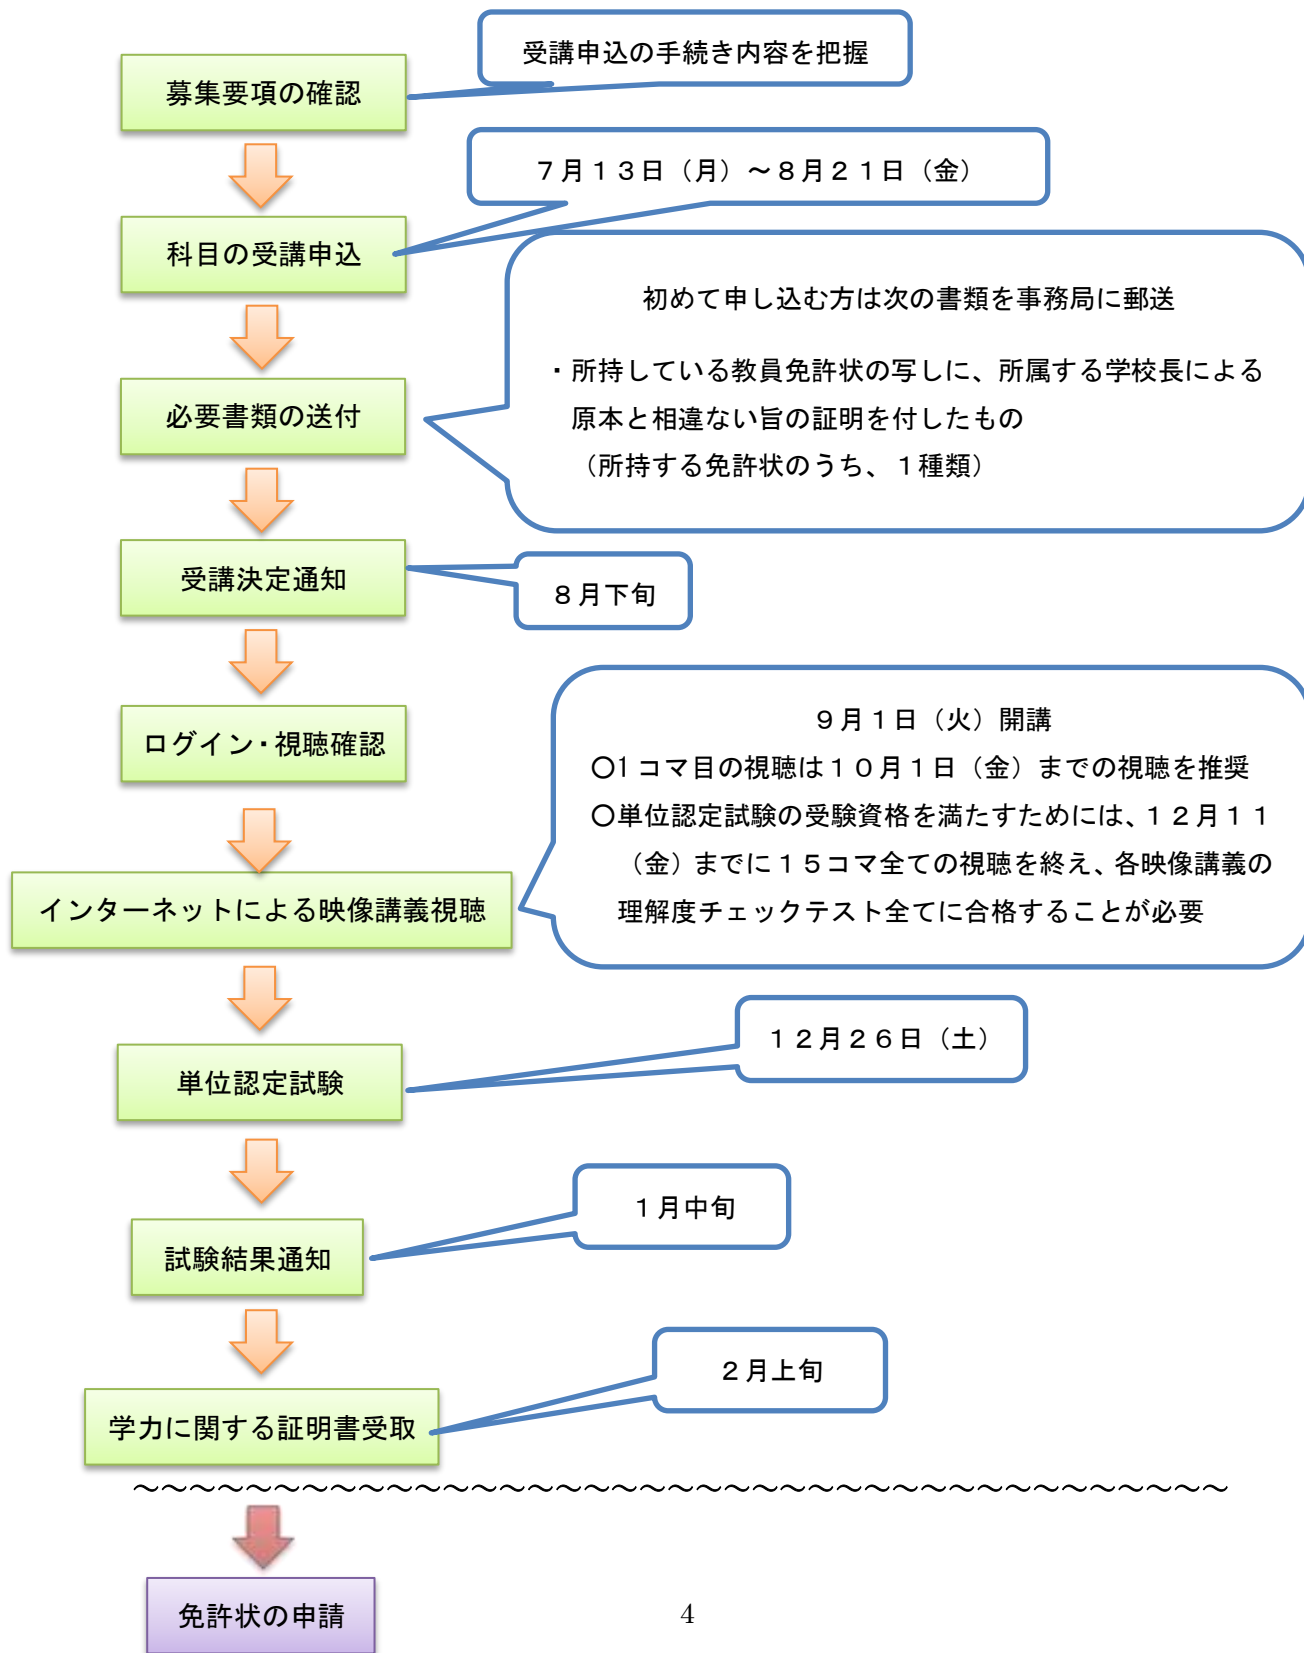 受講申込の手続き内容を把握
募集要項の確認
７月１３日（月）～８月２１日（金）
科目の受講申込
初めて申し込む方は次の書類を事務局に郵送
・所持している教員免許状の写しに、所属する学校長による
原本と相違ない旨の証明を付したもの
（所持する免許状のうち、１種類）
必要書類の送付
受講決定通知
８月下旬
ログイン・視聴確認
９月１日（火）開講
○1コマ目の視聴は１０月１日（金）までの視聴を推奨
○単位認定試験の受験資格を満たすためには、１２月１１
（金）までに１５コマ全ての視聴を終え、各映像講義の
理解度チェックテスト全てに合格することが必要
インターネットによる映像講義視聴
１２月２６日（土）
単位認定試験
１月中旬
試験結果通知
２月上旬
学力に関する証明書受取
～～～～～～～～～～～～～～～～～～～～～～～～～～～～～～～～～～～～～～～
免許状の申請
4